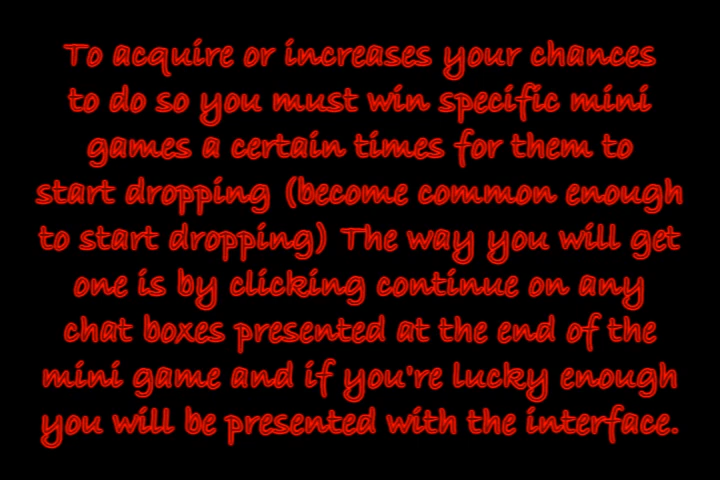 To acquire or increases your chances
to do so you must win specific mini
games a certain times for them to
start dropping (become common enough
to start dropping) The way you will get
one is by clicking continue on any
chat boxes presented at the end of the
mini game and if you're lucky enough
you will be presented with the interface.